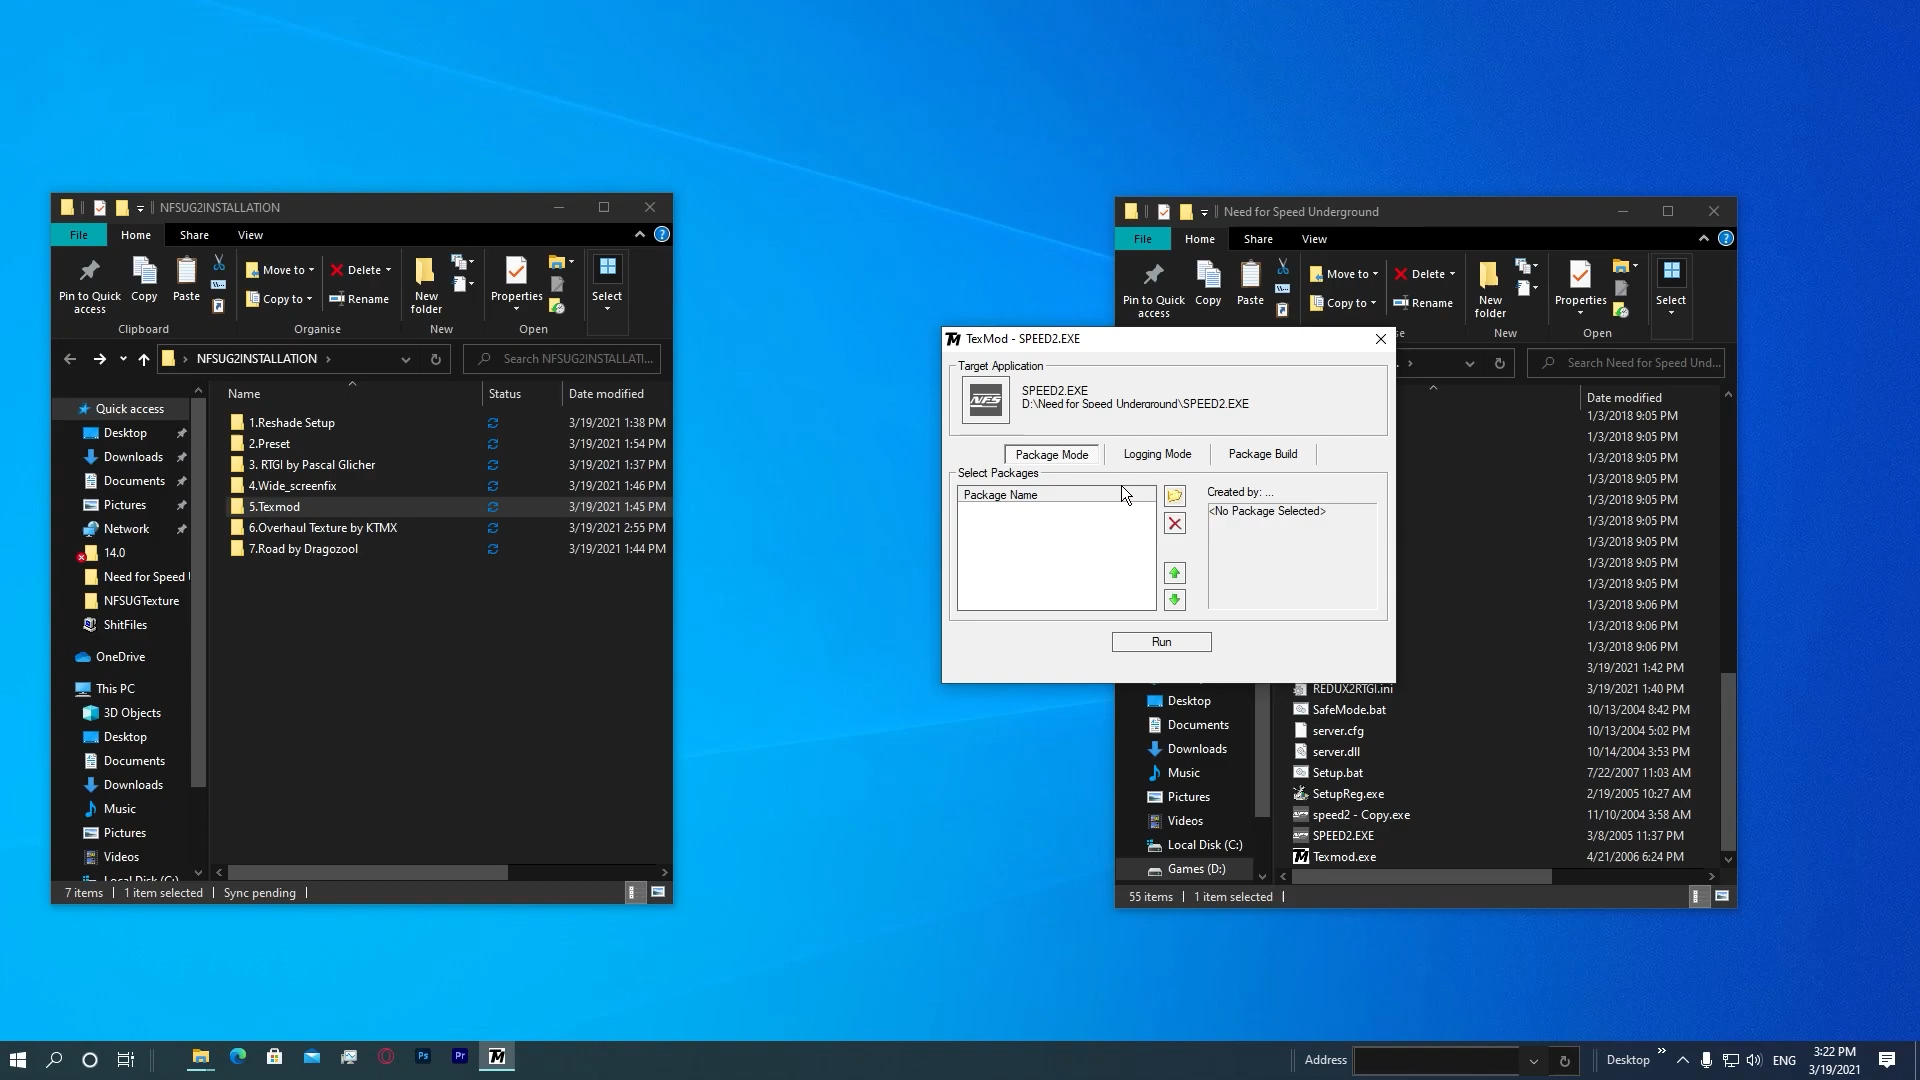 NFSUG2INSTALLATION
File
Home
Share
View
Pin to Quick access
Copy
Paste
Clipboard
Move to
Copy to
Delete
Rename
Organise
New folder
New
Properties
Open
Select
NFSUG2INSTALLATION
Search NFSUG2INSTALLATI...
Name
Status
Date modified
1.Reshade Setup 3/19/2021 1:38 PM
2.Preset 3/19/2021 1:54 PM
3. RTGI by Pascal Glicher 3/19/2021 1:37 PM
4.Wide_screenfix 3/19/2021 1:46 PM
5.Texmod 3/19/2021 1:45 PM
6.Overhaul Texture by KTMX 3/19/2021 2:55 PM
7.Road by Dragozool 3/19/2021 1:44 PM
Quick access
Desktop
Downloads
Documents
Pictures
Network
14.0
Need for Speed U
NFSUGTexture
ShitFiles
OneDrive
This PC
3D Objects
Desktop
Documents
Downloads
Music
Pictures
Videos
Local Disk (C:)
7 items
1 item selected
Sync pending
Need for Speed Underground
File
Home
Share
View
Pin to Quick access
Copy
Paste
Move to
Copy to
Delete
Rename
New folder
se
New
Properties
Open
Select
Search Need for Speed Und...
Date modified
1/3/2018 9:05 PM
1/3/2018 9:05 PM
1/3/2018 9:05 PM
1/3/2018 9:05 PM
1/3/2018 9:05 PM
1/3/2018 9:05 PM
1/3/2018 9:05 PM
1/3/2018 9:05 PM
1/3/2018 9:05 PM
1/3/2018 9:06 PM
1/3/2018 9:06 PM
1/3/2018 9:06 PM
3/19/2021 1:42 PM
REDUX2RTGI.ini 3/19/2021 1:40 PM
SafeMode.bat 10/13/2004 8:42 PM
server.cfg 10/13/2004 5:02 PM
server.dll 10/14/2004 3:53 PM
Setup.bat 7/22/2007 11:03 AM
SetupReg.exe 2/19/2005 10:27 AM
speed2 - Copy.exe 11/10/2004 3:58 AM
SPEED2.EXE 3/8/2005 11:37 PM
Texmod.exe 4/21/2006 6:24 PM
Desktop
Documents
Downloads
Music
Pictures
Videos
Local Disk (C:)
Games (D:)
55 items
1 item selected
TexMod - SPEED2.EXE
Target Application
NFS
SPEED2.EXE
D:\Need for Speed Underground\SPEED2.EXE
Package Mode
Logging Mode
Package Build
Select Packages
Package Name
Created by: ...
<No Package Selected>
Run
Ps
Pr
Address
Desktop
ENG
3:22 PM
3/19/2021